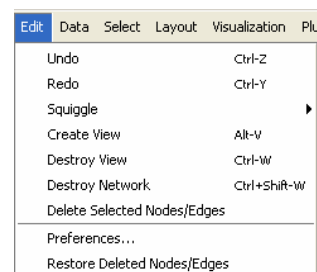 Edit Data Select Layout Visualization Plu
Undo Ctrl-Z
Redo Ctrl-Y
Squiggle
Create View Alt-V
Destroy View Ctrl-W
Destroy Network Ctrl+Shift-W
Delete Selected Nodes/Edges
Preferences...
Restore Deleted Nodes/Edges